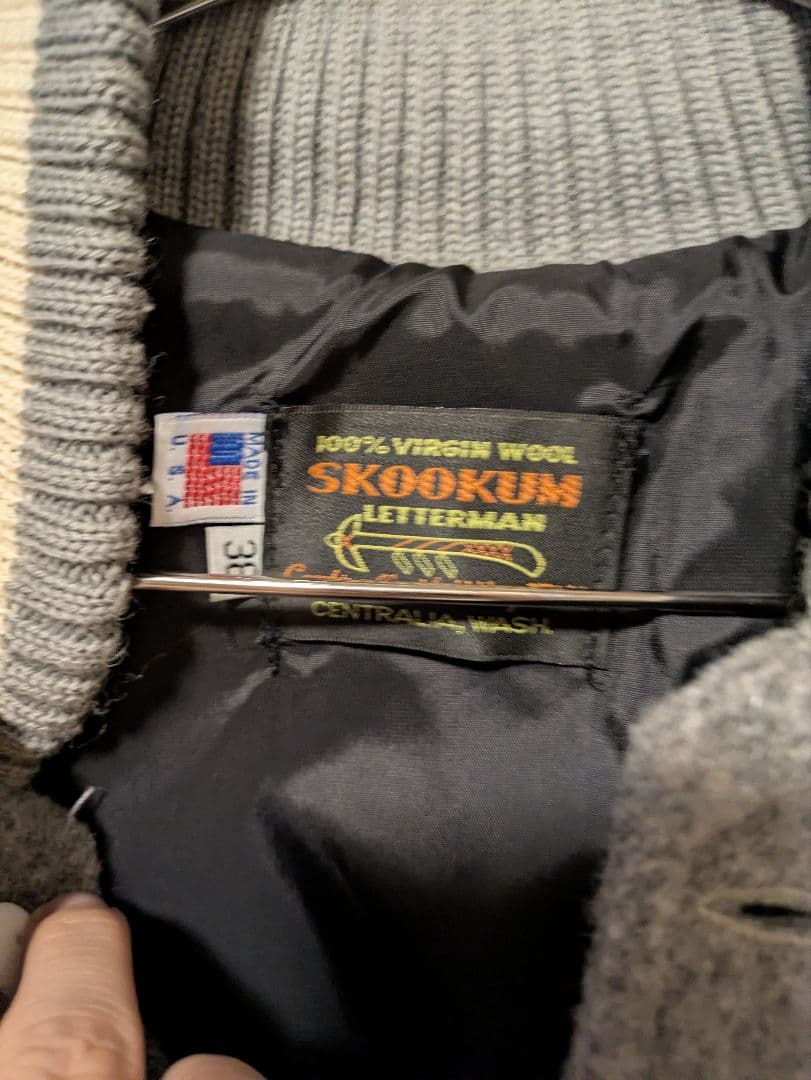 100% VIRGIN WOOL
SKOOKUM
LETTERMAN
CENTRALIA, WASH.
MADE IN
U.S.A